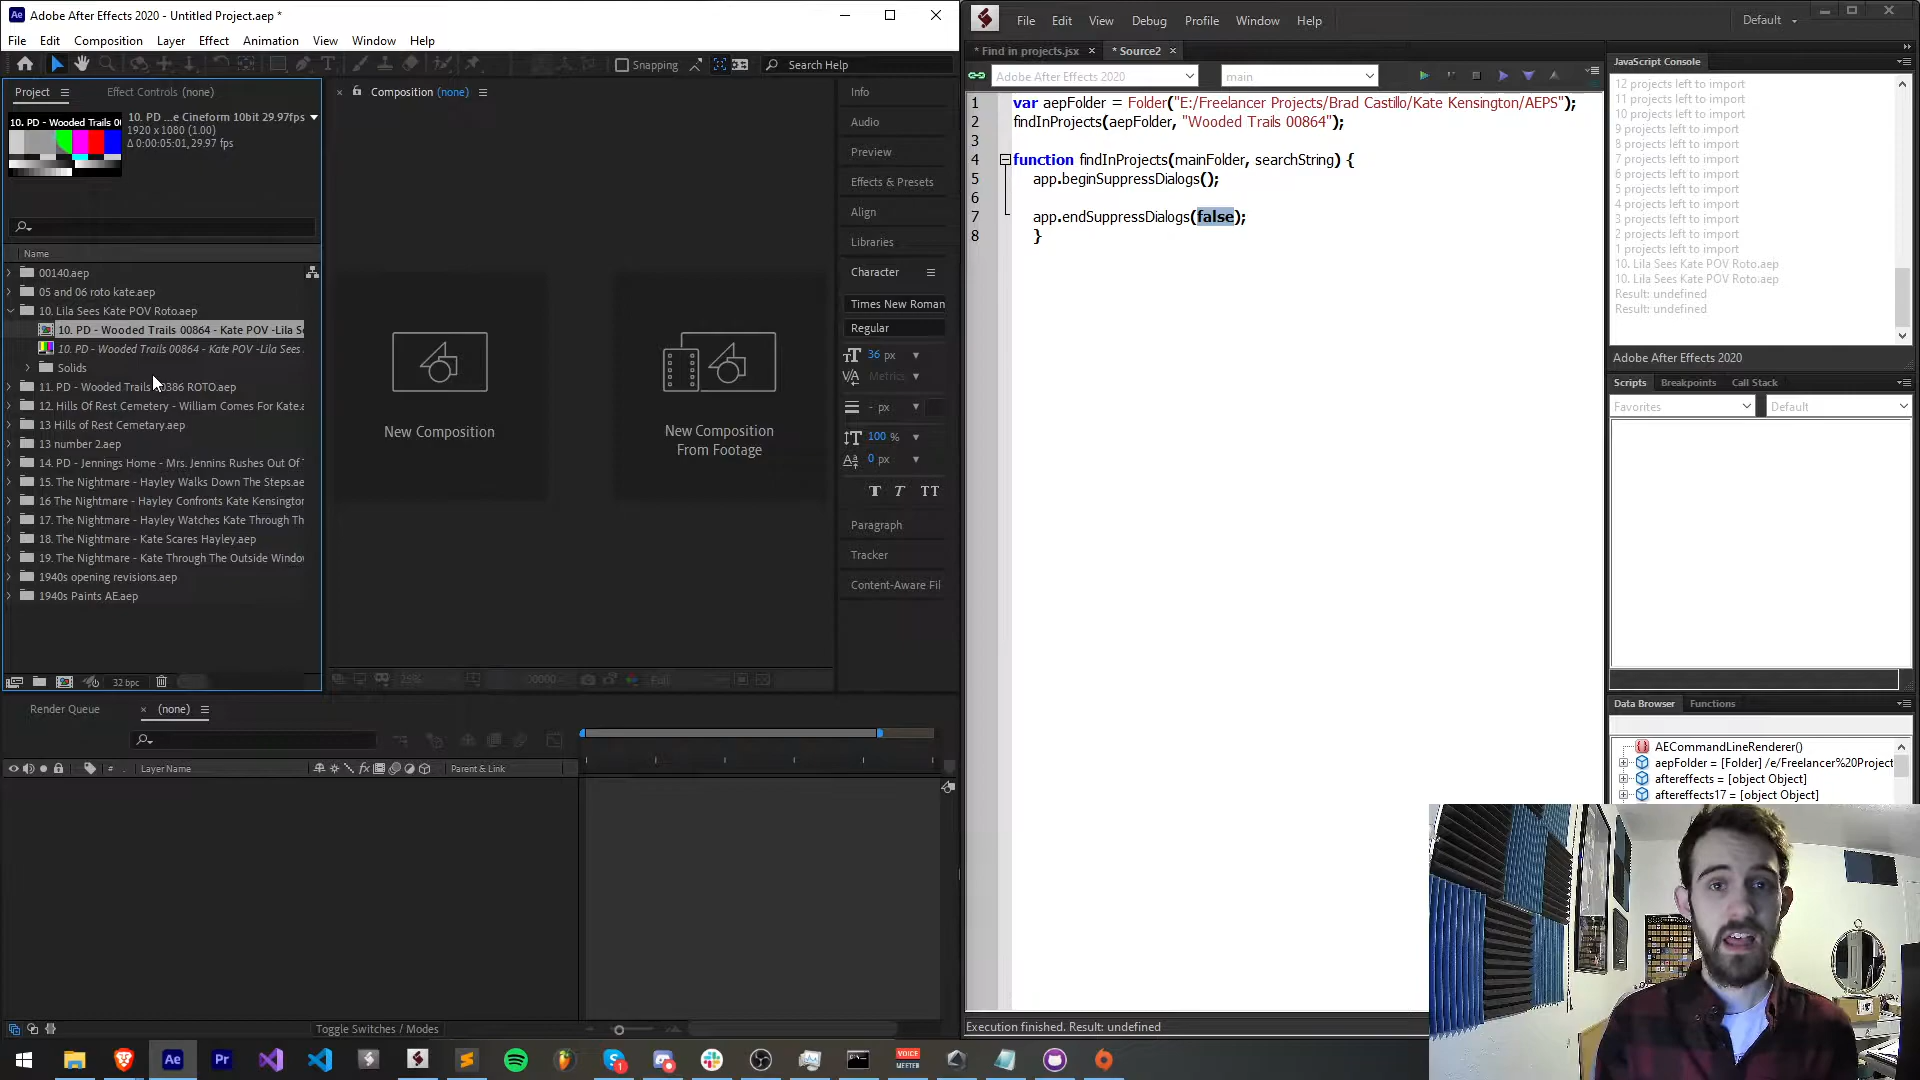 Adobe After Effects 2020 - Untitled Project.aep *
File Edit Composition Layer Effect Animation View Window Help
Snapping
Search Help
Project
Effect Controls (none)
10. PD - Wooded Trails 00
10. PD ...e Cineform 10bit 29.97fps
1920 x 1080 (1.00)
Δ 0:00:05:01, 29.97 fps
Name
00140.aep
05 and 06 roto kate.aep
10. Lila Sees Kate POV Roto.aep
10. PD - Wooded Trails 00864 - Kate POV -Lila Se
10. PD - Wooded Trails 00864 - Kate POV -Lila Sees
Solids
11. PD - Wooded Trails 0386 ROTO.aep
12. Hills Of Rest Cemetery - William Comes For Kate.a
13 Hills of Rest Cemetary.aep
13 number 2.aep
14. PD - Jennings Home - Mrs. Jennins Rushes Out Of
15. The Nightmare - Hayley Walks Down The Steps.ae
16 The Nightmare - Hayley Confronts Kate Kensington
17. The Nightmare - Hayley Watches Kate Through Th
18. The Nightmare - Kate Scares Hayley.aep
19. The Nightmare - Kate Through The Outside Window
1940s opening revisions.aep
1940s Paints AE.aep
32 bpc
Composition (none)
New Composition
New Composition
From Footage
25%
00000
Full
Info
Audio
Preview
Effects & Presets
Align
Libraries
Character
Times New Roman
Regular
36 px
Metrics
- px
100 %
0 px
T T TT
Paragraph
Tracker
Content-Aware Fil
Render Queue
(none)
# Layer Name
Parent & Link
Toggle Switches / Modes
File Edit View Debug Profile Window Help
Default
* Find in projects.jsx
* Source2
Adobe After Effects 2020
main
1 var aepFolder = Folder("E:/Freelancer Projects/Brad Castillo/Kate Kensington/AEPS");
2 findInProjects(aepFolder, "Wooded Trails 00864");
3
4 function findInProjects(mainFolder, searchString) {
5 app.beginSuppressDialogs();
6
7 app.endSuppressDialogs(false);
8 }
Execution finished. Result: undefined
JavaScript Console
12 projects left to import
11 projects left to import
10 projects left to import
9 projects left to import
8 projects left to import
7 projects left to import
6 projects left to import
5 projects left to import
4 projects left to import
3 projects left to import
2 projects left to import
1 projects left to import
10. Lila Sees Kate POV Roto.aep
10. Lila Sees Kate POV Roto.aep
Result: undefined
Result: undefined
Adobe After Effects 2020
Scripts
Breakpoints
Call Stack
Favorites
Default
Data Browser
Functions
AECommandLineRenderer()
aepFolder = [Folder] /e/Freelancer%20Project
aftereffects = [object Object]
aftereffects17 = [object Object]
Ae
Pr
VOICE
MEETER